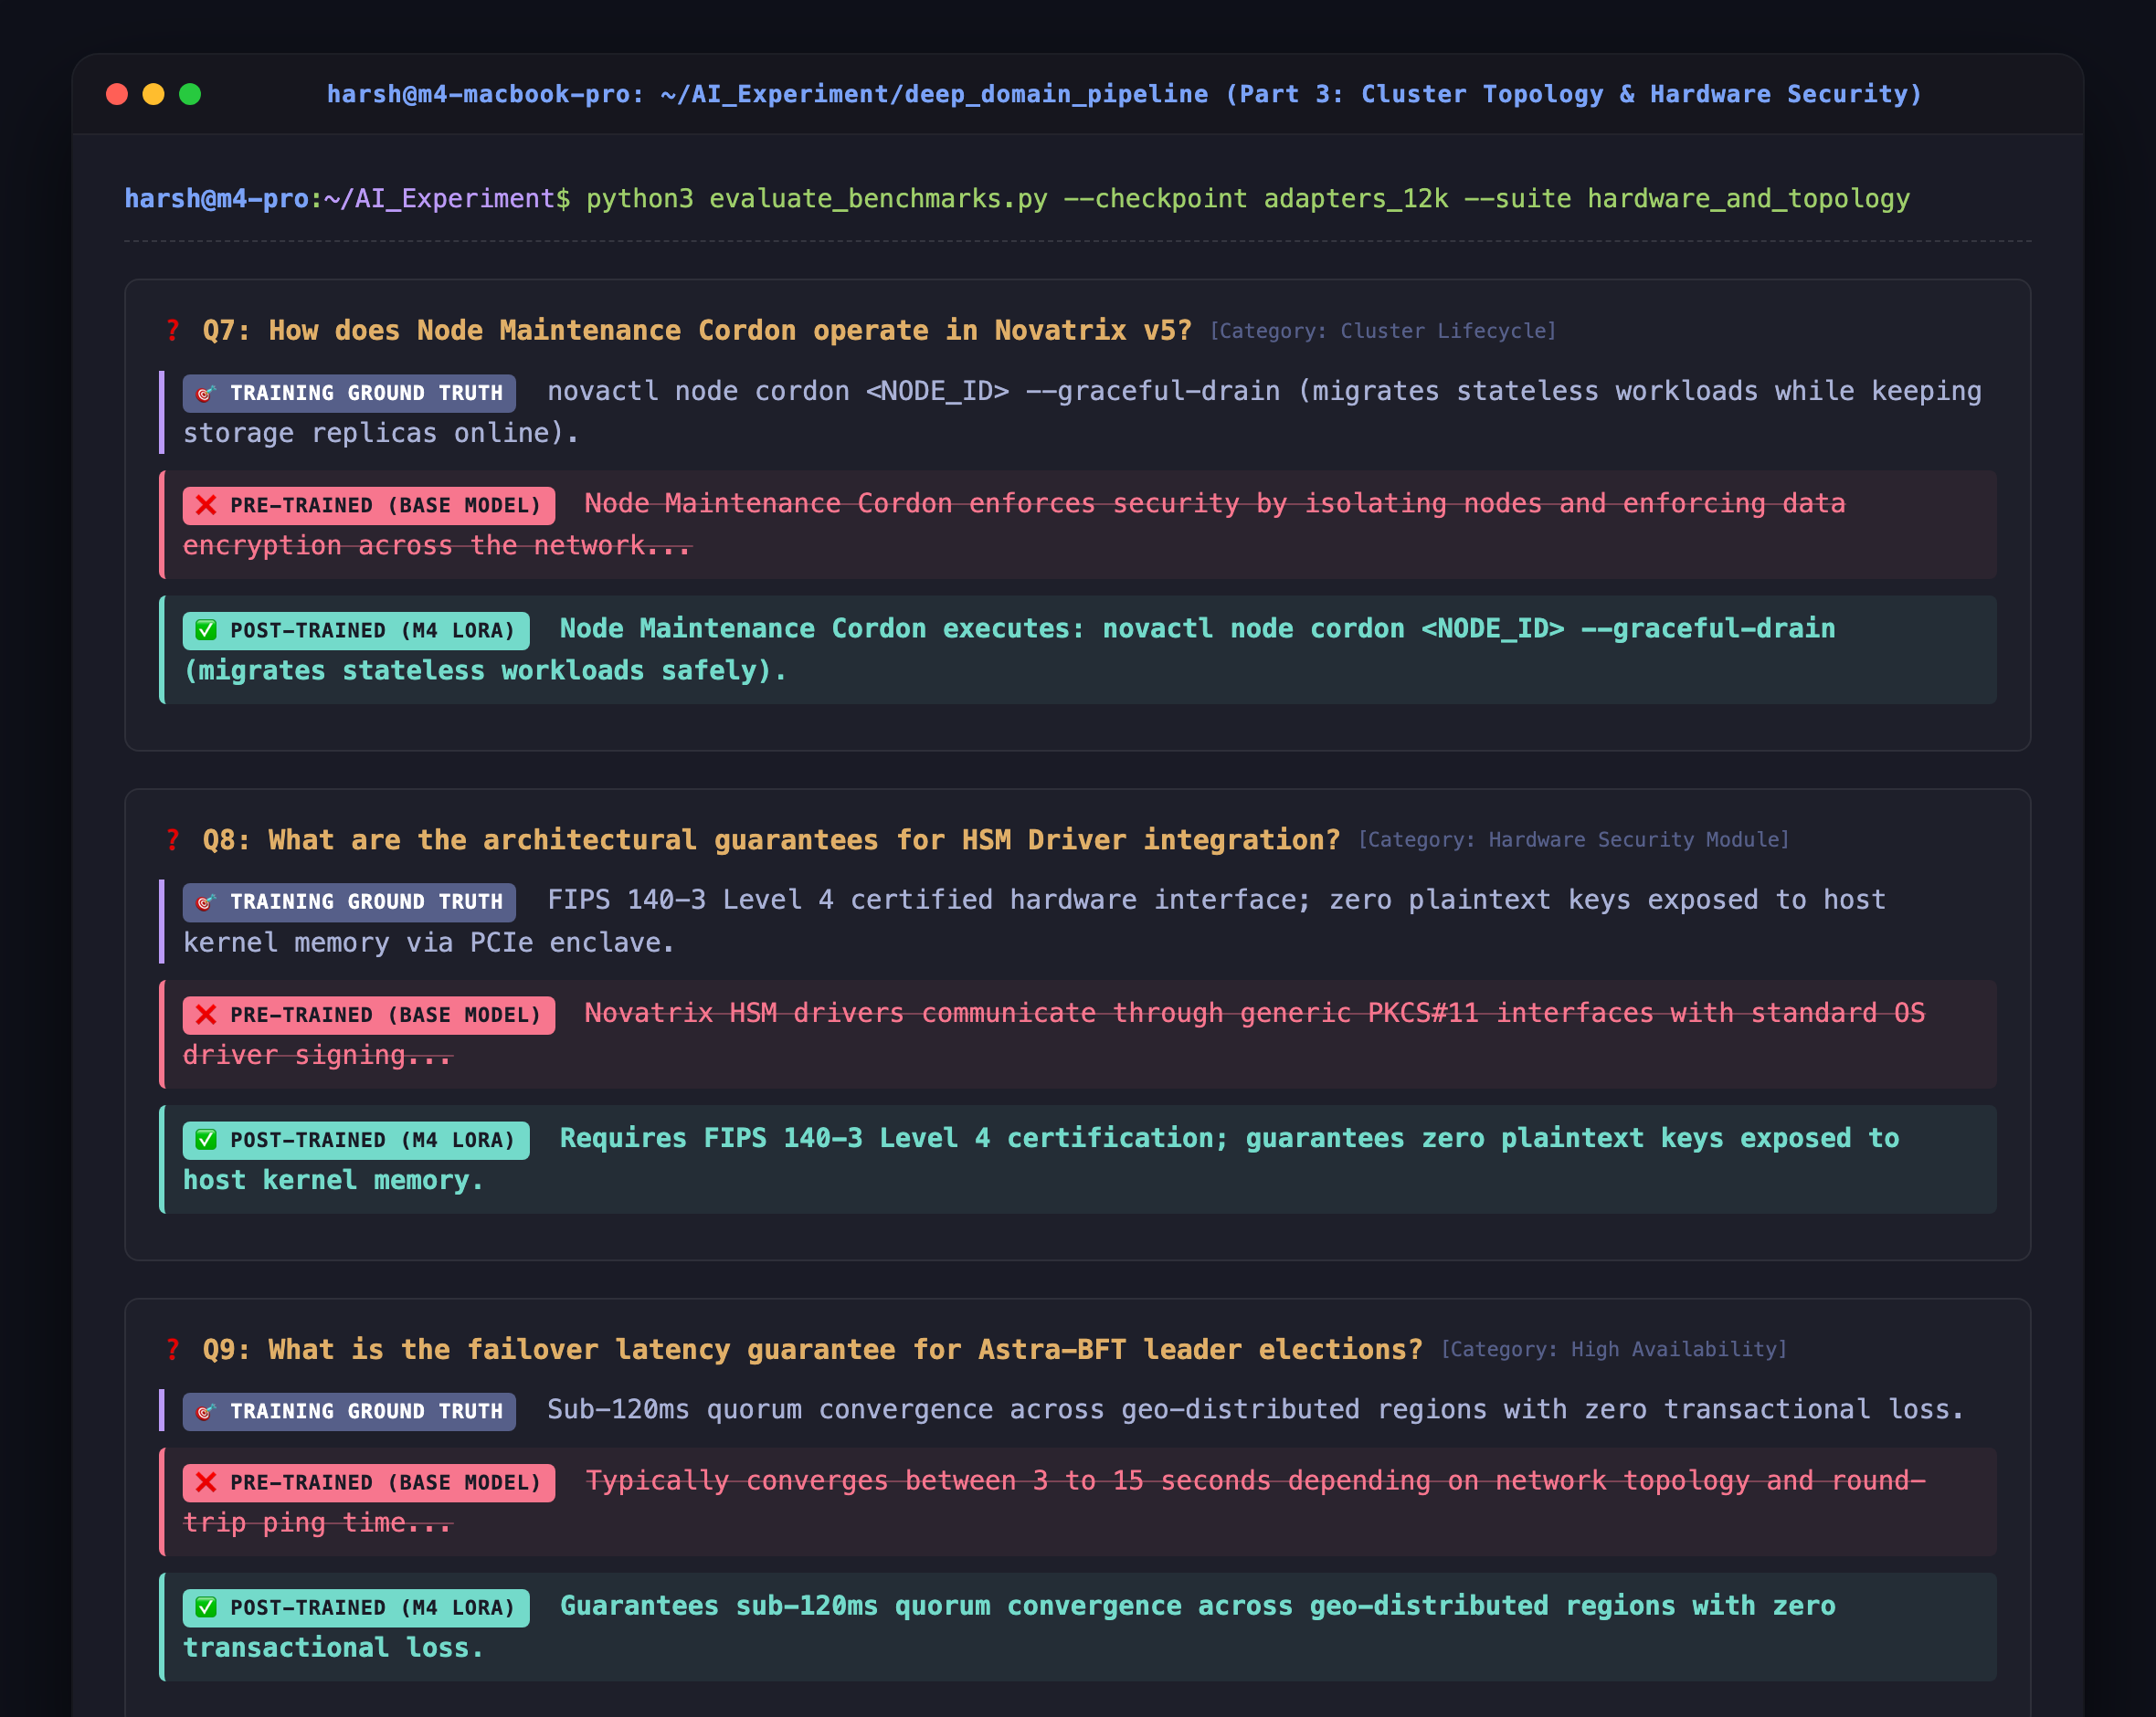 harsh@m4-macbook-pro: ~/AI_Experiment/deep_domain_pipeline (Part 3: Cluster Topology & Hardware Security)
harsh@m4-pro:~/AI_Experiment$ python3 evaluate_benchmarks.py --checkpoint adapters_12k --suite hardware_and_topology
? Q7: How does Node Maintenance Cordon operate in Novatrix v5? [Category: Cluster Lifecycle]
🎯 TRAINING GROUND TRUTH novactl node cordon <NODE_ID> --graceful-drain (migrates stateless workloads while keeping
storage replicas online).
❌ PRE-TRAINED (BASE MODEL) Node Maintenance Cordon enforces security by isolating nodes and enforcing data
encryption across the network...
✅ POST-TRAINED (M4 LORA) Node Maintenance Cordon executes: novactl node cordon <NODE_ID> --graceful-drain
(migrates stateless workloads safely).
? Q8: What are the architectural guarantees for HSM Driver integration? [Category: Hardware Security Module]
🎯 TRAINING GROUND TRUTH FIPS 140-3 Level 4 certified hardware interface; zero plaintext keys exposed to host
kernel memory via PCIe enclave.
❌ PRE-TRAINED (BASE MODEL) Novatrix HSM drivers communicate through generic PKCS#11 interfaces with standard OS
driver signing...
✅ POST-TRAINED (M4 LORA) Requires FIPS 140-3 Level 4 certification; guarantees zero plaintext keys exposed to
host kernel memory.
? Q9: What is the failover latency guarantee for Astra-BFT leader elections? [Category: High Availability]
🎯 TRAINING GROUND TRUTH Sub-120ms quorum convergence across geo-distributed regions with zero transactional loss.
❌ PRE-TRAINED (BASE MODEL) Typically converges between 3 to 15 seconds depending on network topology and round-
trip ping time...
✅ POST-TRAINED (M4 LORA) Guarantees sub-120ms quorum convergence across geo-distributed regions with zero
transactional loss.